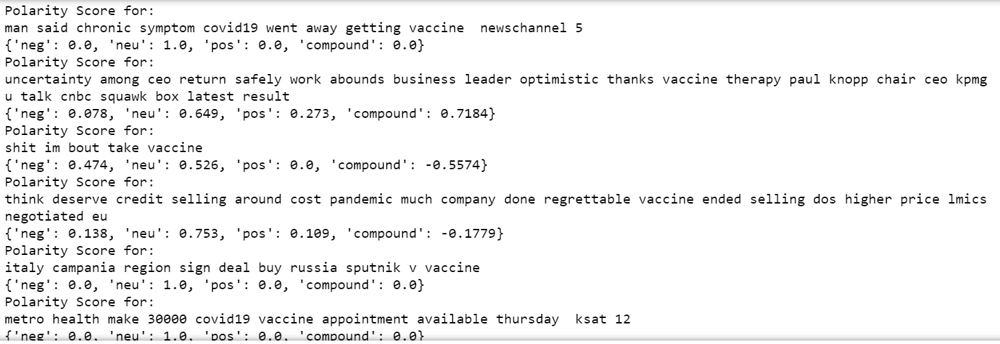 Polarity Score for:
man said chronic symptom covid19 went away getting vaccine  newschannel 5
{'neg': 0.0, 'neu': 1.0, 'pos': 0.0, 'compound': 0.0}
Polarity Score for:
uncertainty among ceo return safely work abounds business leader optimistic thanks vaccine therapy paul knopp chair ceo kpmg
u talk cnbc squawk box latest result
{'neg': 0.078, 'neu': 0.649, 'pos': 0.273, 'compound': 0.7184}
Polarity Score for:
shit im bout take vaccine
{'neg': 0.474, 'neu': 0.526, 'pos': 0.0, 'compound': -0.5574}
Polarity Score for:
think deserve credit selling around cost pandemic much company done regrettable vaccine ended selling dos higher price lmics
negotiated eu
{'neg': 0.138, 'neu': 0.753, 'pos': 0.109, 'compound': -0.1779}
Polarity Score for:
italy campania region sign deal buy russia sputnik v vaccine
{'neg': 0.0, 'neu': 1.0, 'pos': 0.0, 'compound': 0.0}
Polarity Score for:
metro health make 30000 covid19 vaccine appointment available thursday  ksat 12
{'neg': 0.0, 'neu': 1.0, 'pos': 0.0, 'compound': 0.0}